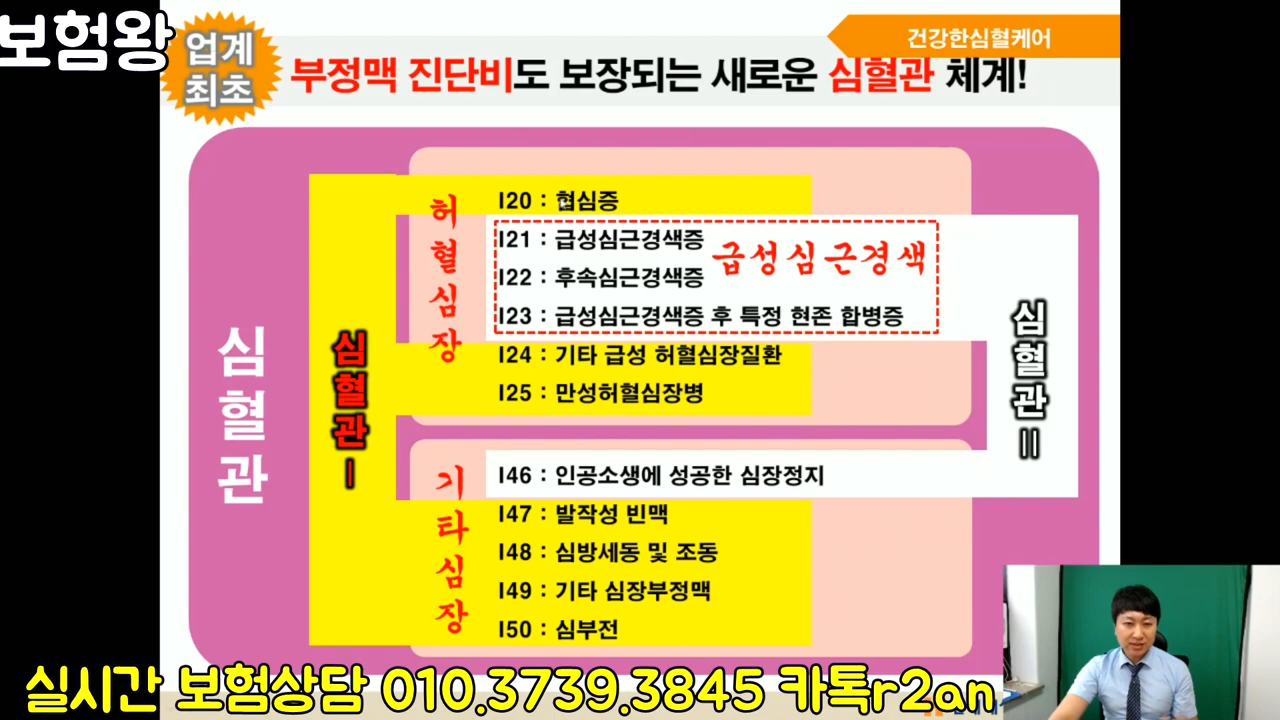 보험왕
업계
최초
건강한심혈케어
부정맥 진단비도 보장되는 새로운 심혈관 체계!
심혈관
심혈관 I
허혈심장
I20 : 협심증
I21 : 급성심근경색증
급성심근경색
I22 : 후속심근경색증
I23 : 급성심근경색증 후 특정 현존 합병증
I24 : 기타 급성 허혈심장질환
I25 : 만성허혈심장병
심혈관 II
기타심장
I46 : 인공소생에 성공한 심장정지
I47 : 발작성 빈맥
I48 : 심방세동 및 조동
I49 : 기타 심장부정맥
I50 : 심부전
실시간 보험상담 010.3739.3845 카톡r2an